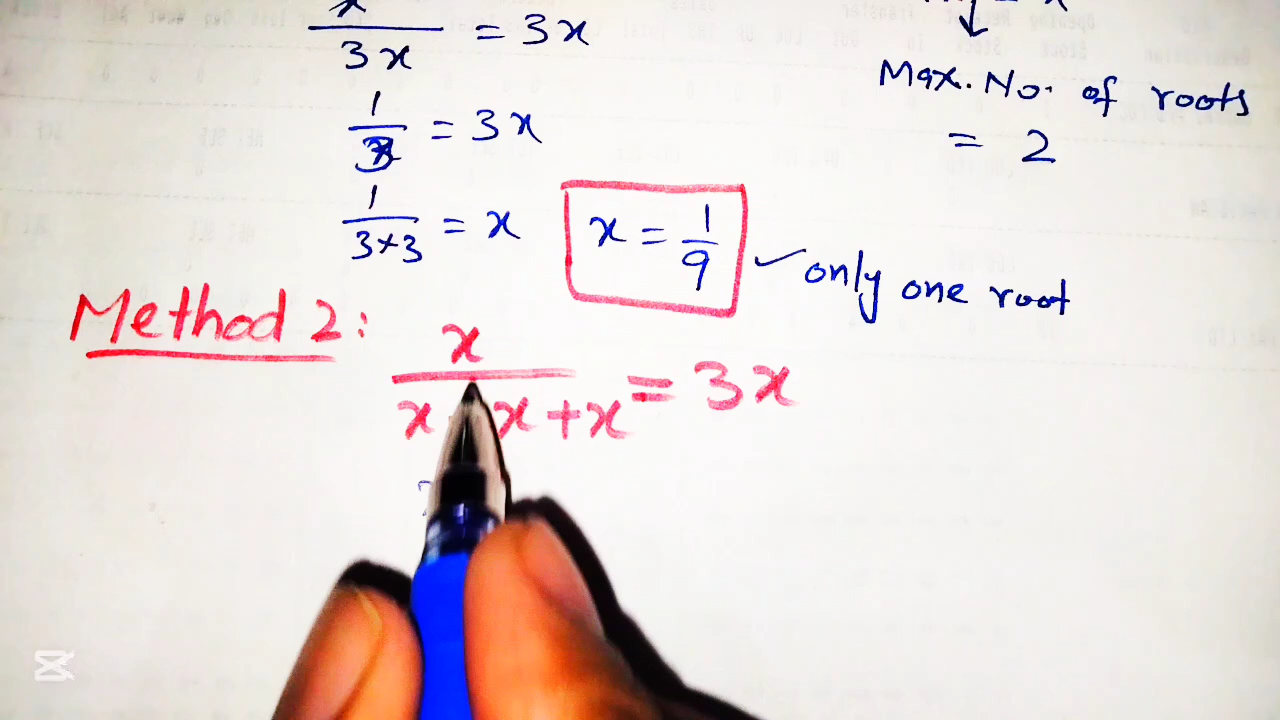 x/3x = 3x
Max. No. of roots
= 2
1/3 = 3x
1/3×3 = x
x = 1/9
✓ only one root
Method 2:
x/x x + x = 3x